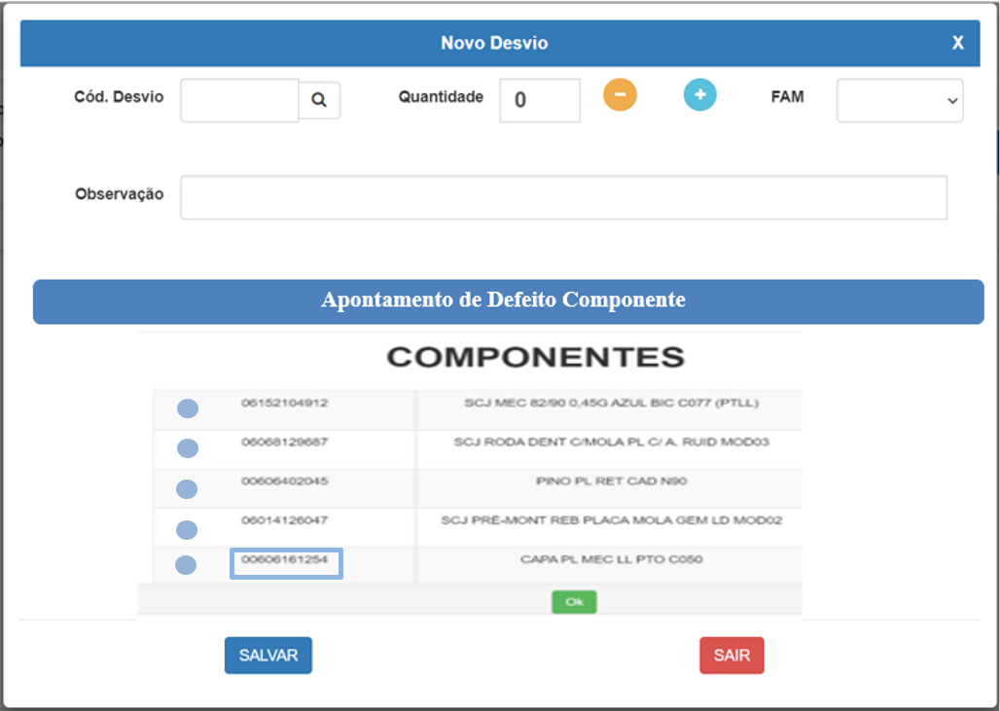 Novo Desvio X
Cód. Desvio Quantidade 0 - + FAM
Observação
Apontamento de Defeito Componente
COMPONENTES
06152104912 SCJ MEC 82/90 0,45G AZUL BIC C077 (PTLL)
06068129687 SCJ RODA DENT C/MOLA PL C/ A. RUID MOD03
00606402045 PINO PL RET CAD N90
06014126047 SCJ PRÉ-MONT REB PLACA MOLA GEM LD MOD02
00606161254 CAPA PL MEC LL PTO C050
Ok
SALVAR SAIR